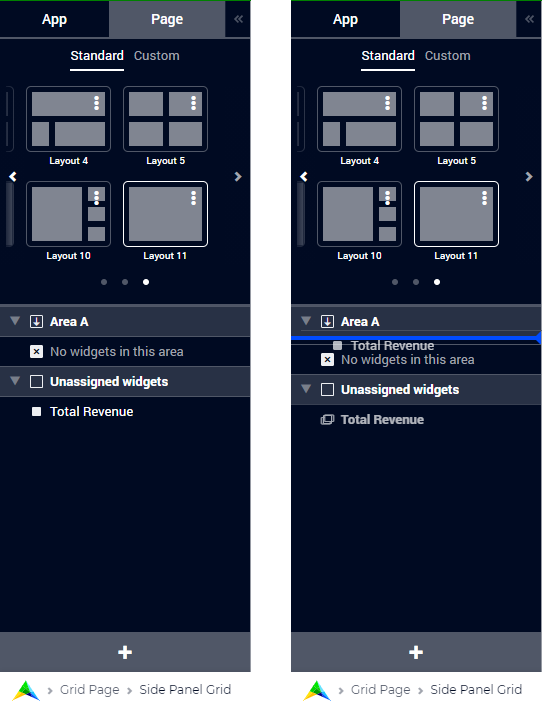 App Page «
Standard Custom
Layout 4 Layout 5
Layout 10 Layout 11
Area A
No widgets in this area
Unassigned widgets
Total Revenue
+
Grid Page > Side Panel Grid
App Page «
Standard Custom
Layout 4 Layout 5
Layout 10 Layout 11
Area A
Total Revenue
No widgets in this area
Unassigned widgets
Total Revenue
+
Grid Page > Side Panel Grid